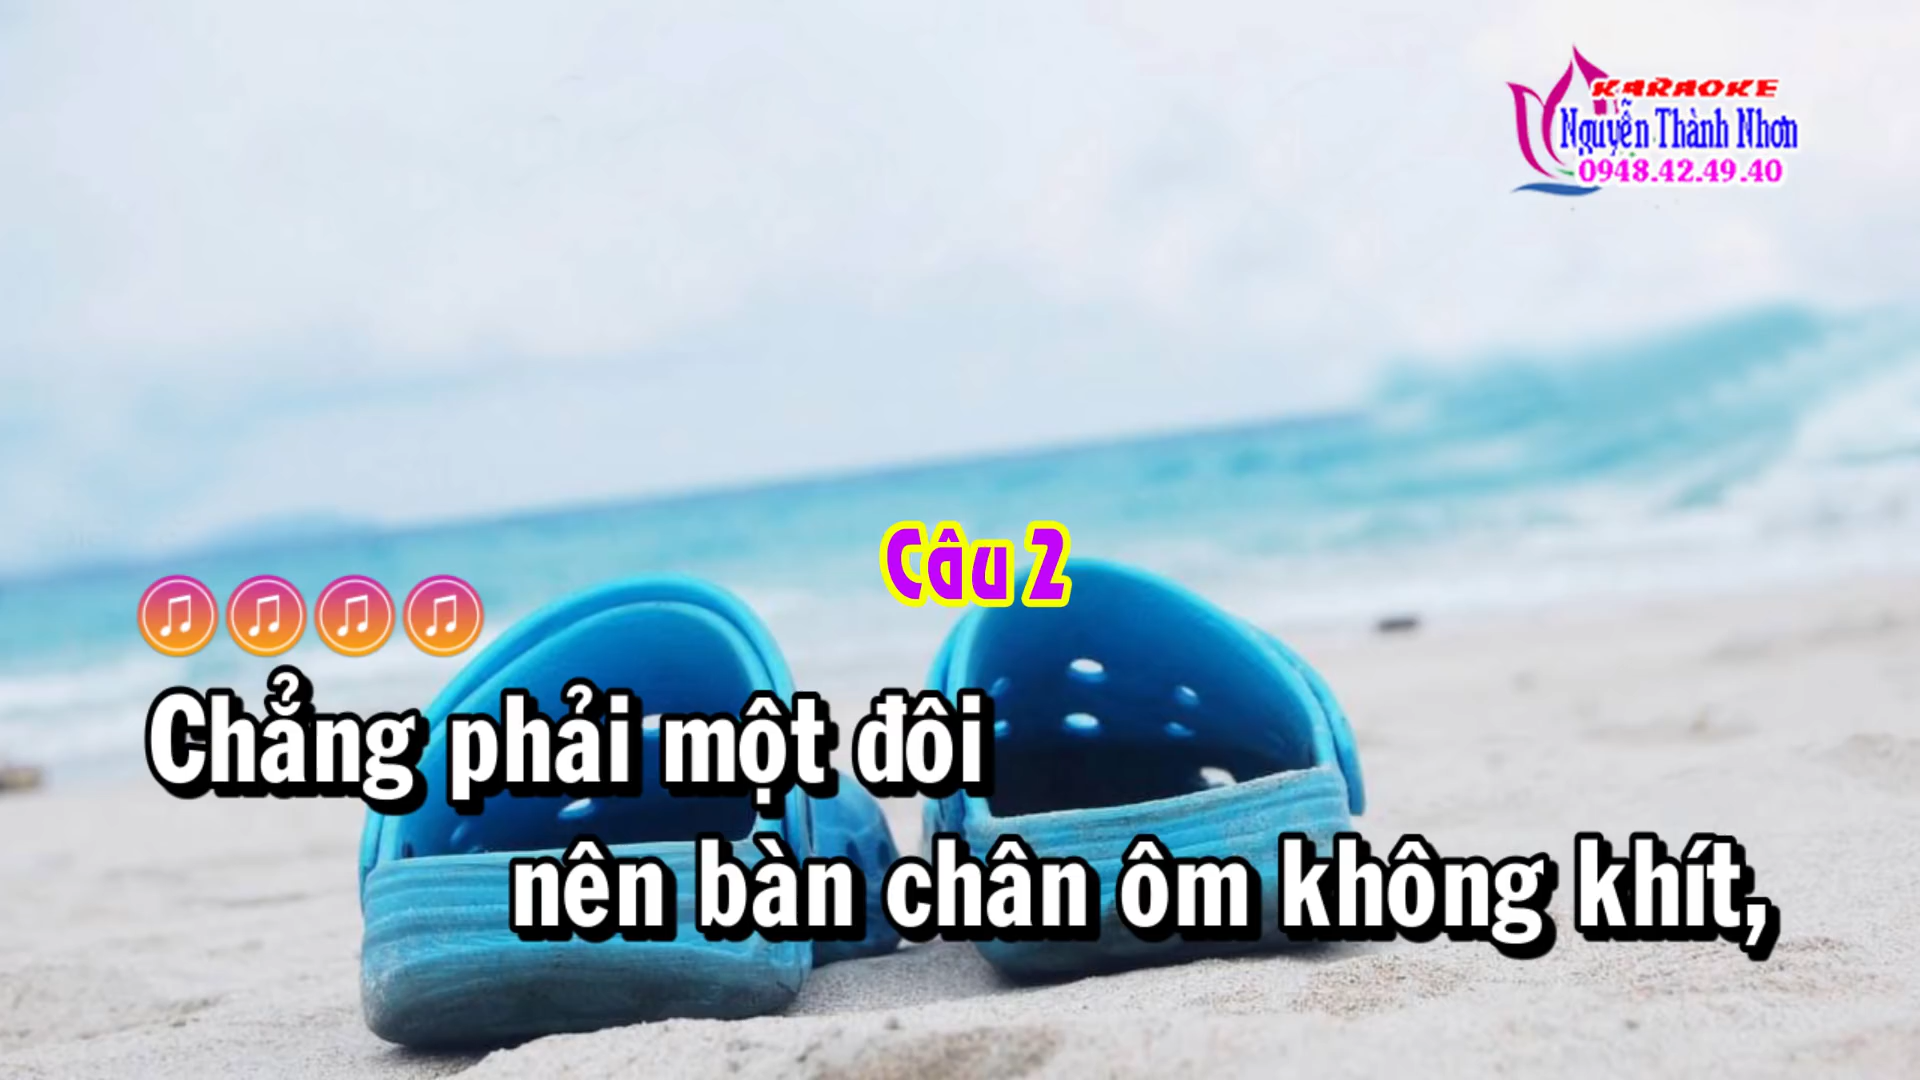 KARAOKE
Nguyễn Thành Nhơn
0948.42.49.40
Câu 2
Chẳng phải một đôi
nên bàn chân ôm không khít,